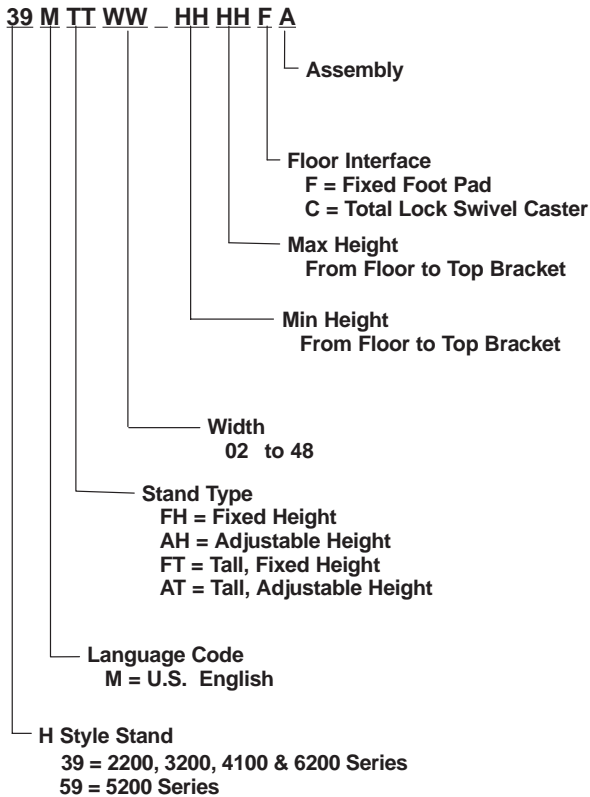 39 M TT WW _ HH HH F A
Assembly
Floor Interface
F = Fixed Foot Pad
C = Total Lock Swivel Caster
Max Height
From Floor to Top Bracket
Min Height
From Floor to Top Bracket
Width
02 to 48
Stand Type
FH = Fixed Height
AH = Adjustable Height
FT = Tall, Fixed Height
AT = Tall, Adjustable Height
Language Code
M = U.S. English
H Style Stand
39 = 2200, 3200, 4100 & 6200 Series
59 = 5200 Series